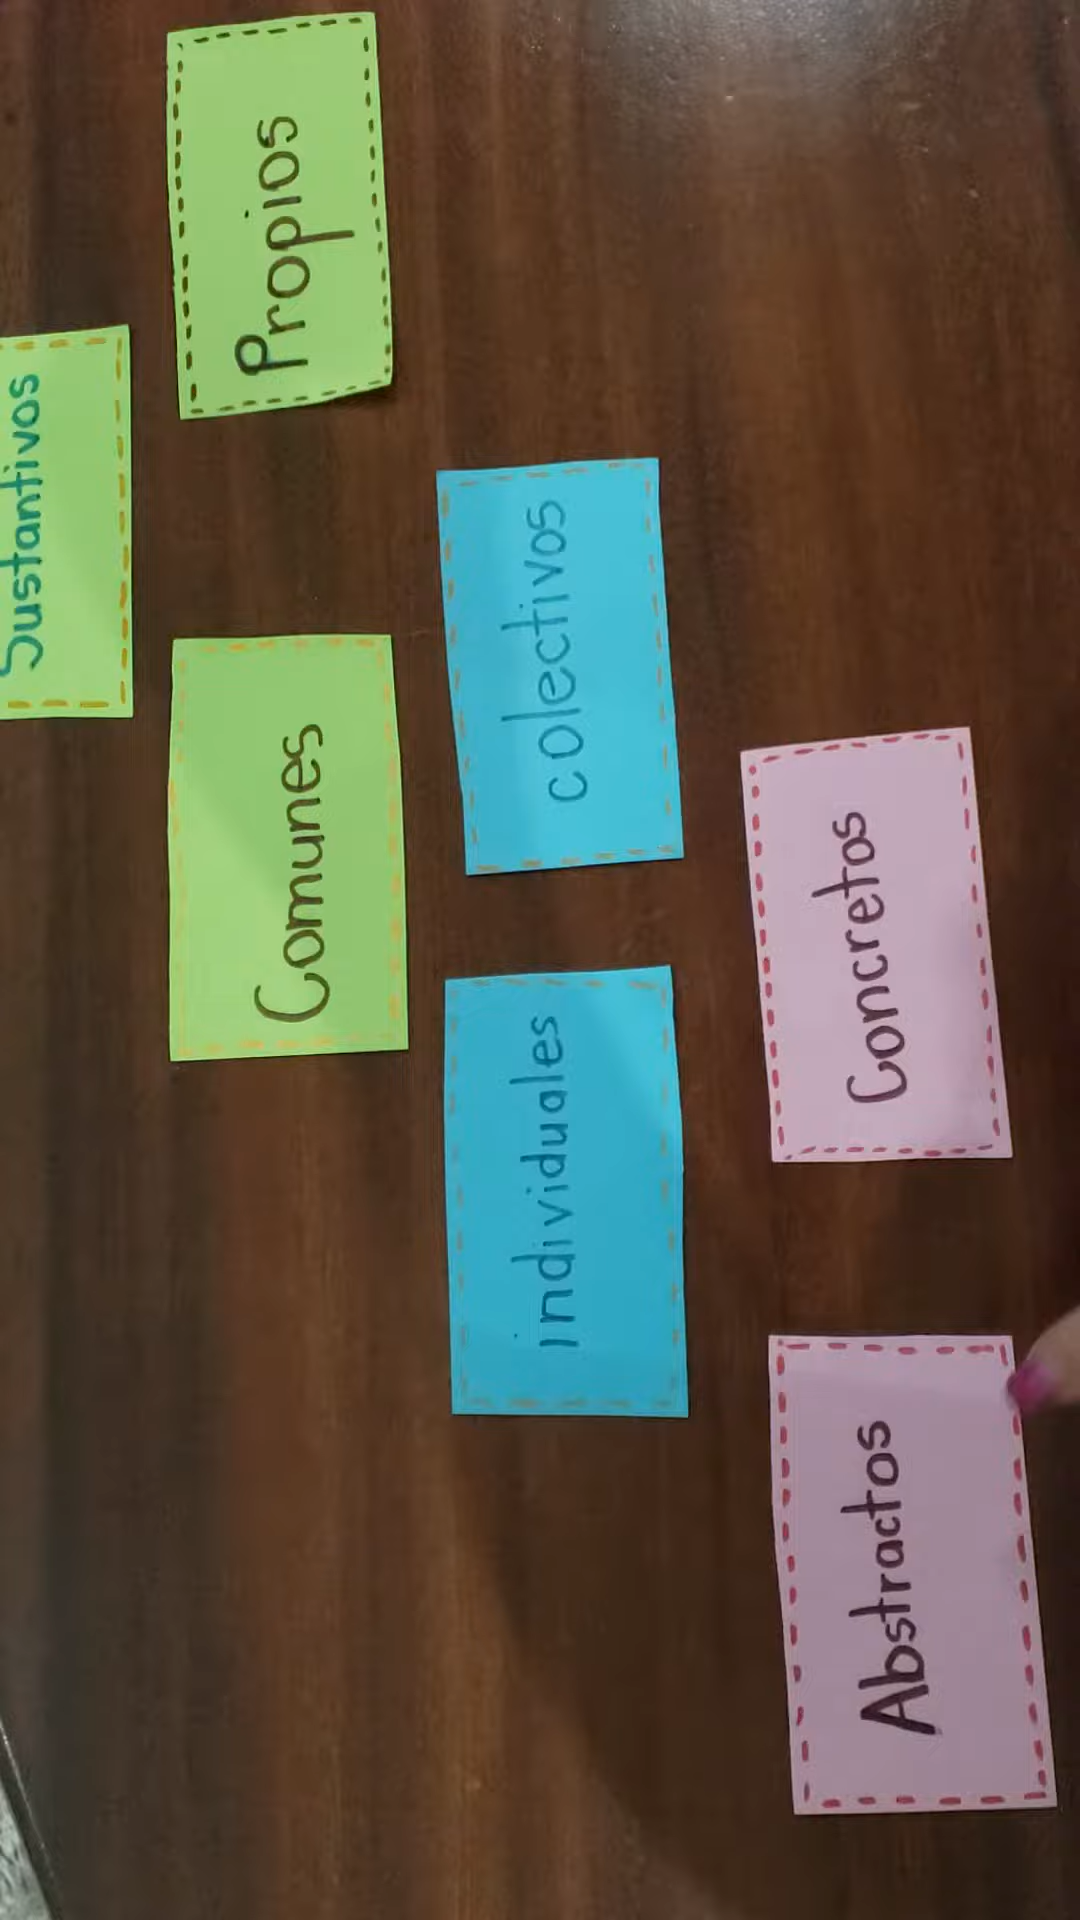 Sustantivos
Propios
Comunes
colectivos
individuales
Concretos
Abstractos